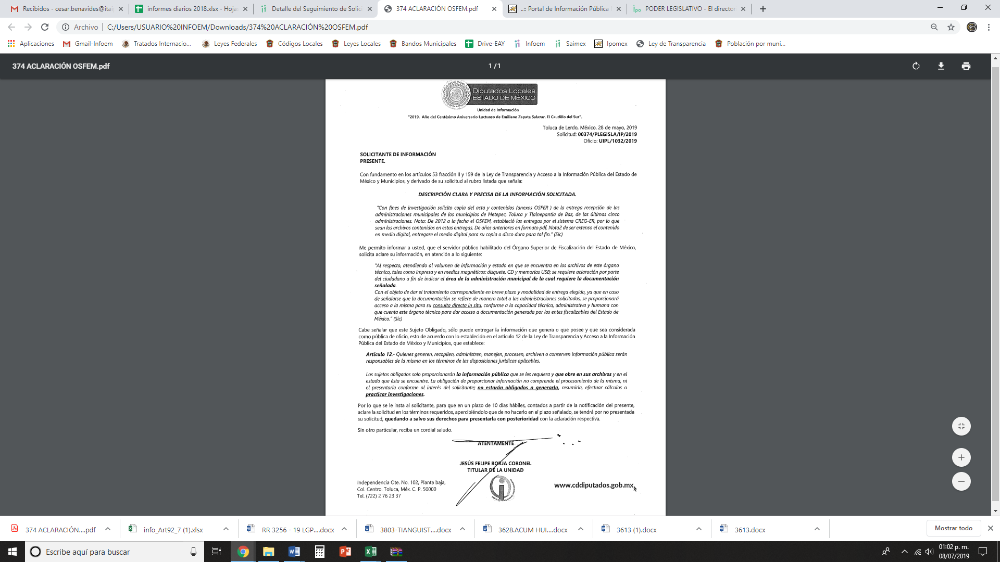 Recibidos - cesar.benavides@itai
informes diarios 2018.xlsx - Hoja
Detalle del Seguimiento de Solic
374 ACLARACIÓN OSFEM.pdf
..:: Portal de Información Pública
PODER LEGISLATIVO - El director
Archivo
C:/Users/USUARIO%20INFOEM/Downloads/374%20ACLARACIÓN%20OSFEM.pdf
Aplicaciones
Gmail-Infoem
Tratados Internacio...
Leyes Federales
Códigos Locales
Leyes Locales
Bandos Municipales
Drive-EAY
Infoem
Saimex
Ipomex
Ley de Transparencia
Población por muni...
374 ACLARACIÓN OSFEM.pdf
1 / 1
Diputados Locales
ESTADO DE MÉXICO
Unidad de Información
"2019. Año del Centésimo Aniversario Luctuoso de Emiliano Zapata Salazar. El Caudillo del Sur".
Toluca de Lerdo, México, 28 de mayo, 2019
Solicitud: 00374/PLEGISLA/IP/2019
Oficio: UIPL/1032/2019
SOLICITANTE DE INFORMACIÓN
PRESENTE.
Con fundamento en los artículos 53 fracción II y 159 de la Ley de Transparencia y Acceso a la Información Pública del Estado de
México y Municipios, y derivado de su solicitud al rubro listada que señala:
DESCRIPCIÓN CLARA Y PRECISA DE LA INFORMACIÓN SOLICITADA.
"Con fines de investigación solicito copia del acta y contenidos (anexos OSFER ) de la entrega recepción de las
administraciones municipales de los municipios de Metepec, Toluca y Tlalnepantla de Baz, de las últimas cinco
administraciones. Nota: De 2012 a la fecha el OSFEM, estableció las entregas por el sistema CREG-ER, por lo que
sean los archivos contenidos en estas entregas. De años anteriores en formato pdf. Nota2 de ser extenso el contenido
en medio digital, entregare el medio digital para su copia o disco dura para tal fin." (Sic)
Me permito informar a usted, que el servidor público habilitado del Órgano Superior de Fiscalización del Estado de México,
solicita aclare su información, en atención a lo siguiente:
"Al respecto, atendiendo al volumen de información y estado en que se encuentra en los archivos de este órgano
técnico, tales como impresa y en medios magnéticos: disquete, CD y memorias USB; se requiere aclaración por parte
del ciudadano a fin de indicar el área de la administración municipal de la cual requiere la documentación
señalada.
Con el objeto de dar el tratamiento correspondiente en breve plazo y modalidad de entrega elegida, ya que en caso
de señalarse que la documentación se refiere de manera total a las administraciones solicitadas, se proporcionará
acceso a la misma para su consulta directa in situ, conforme a la capacidad técnica, administrativa y humana con
que cuenta este órgano técnico para dar acceso a documentación generada por los entes fiscalizables del Estado de
México." (Sic)
Cabe señalar que este Sujeto Obligado, sólo puede entregar la información que genera o que posee y que sea considerada
como pública de oficio, esto de acuerdo con lo establecido en el artículo 12 de la Ley de Transparencia y Acceso a la Información
Pública del Estado de México y Municipios, que establece:
Artículo 12.- Quienes generen, recopilen, administren, manejen, procesen, archiven o conserven información pública serán
responsables de la misma en los términos de las disposiciones jurídicas aplicables.
Los sujetos obligados solo proporcionarán la información pública que se les requiera y que obre en sus archivos y en el
estado que ésta se encuentre. La obligación de proporcionar información no comprende el procesamiento de la misma, ni
el presentarla conforme al interés del solicitante; no estarán obligados a generarla, resumirla, efectuar cálculos o
practicar investigaciones.
Por lo que se le insta al solicitante, para que en un plazo de 10 días hábiles, contados a partir de la notificación del presente,
aclare la solicitud en los términos requeridos, apercibiéndolo que de no hacerlo en el plazo señalado, se tendrá por no presentada
su solicitud, quedando a salvo sus derechos para presentarla con posterioridad con la aclaración respectiva.
Sin otro particular, reciba un cordial saludo.
ATENTAMENTE
JESÚS FELIPE BORJA CORONEL
TITULAR DE LA UNIDAD
Independencia Ote. No. 102, Planta baja,
Col. Centro. Toluca, Méx. C. P. 50000
Tel. (722) 2 76 23 37
www.cddiputados.gob.mx
374 ACLARACIÓN....pdf
info_Art92_7 (1).xlsx
RR 3256 - 19 LGP....docx
3803-TIANGUIST....docx
3628.ACUM HUI....docx
3613 (1).docx
3613.docx
Mostrar todo
Escribe aquí para buscar
01:02 p. m.
08/07/2019